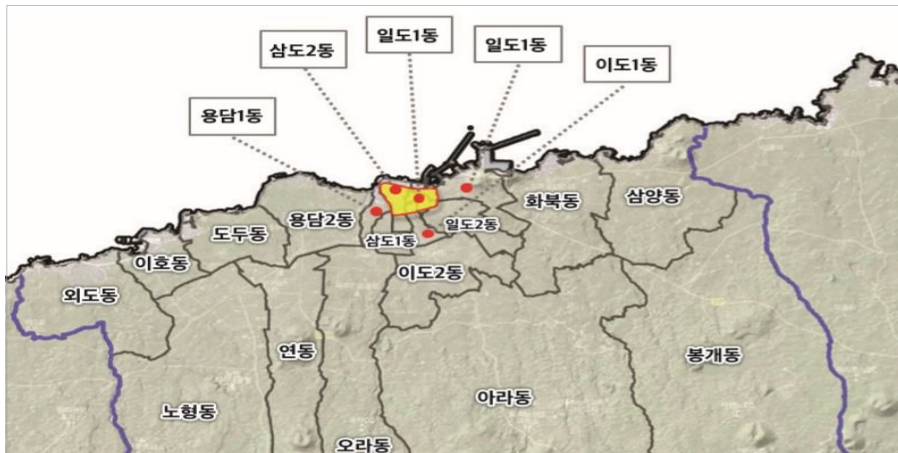 일도1동
일도1동
삼도2동
이도1동
용담1동
화북동
삼양동
용담2동
일도2동
도두동
삼도1동
이호동
이도2동
외도동
연동
봉개동
노형동
아라동
오라동